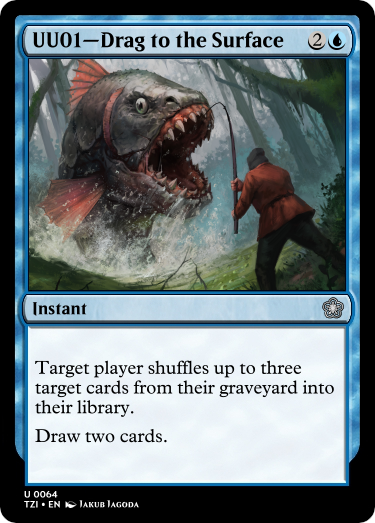 UU01—Drag to the Surface 2
Instant
Target player shuffles up to three
target cards from their graveyard into
their library.
Draw two cards.
U 0064
TZI • EN JAKUB JAGODA